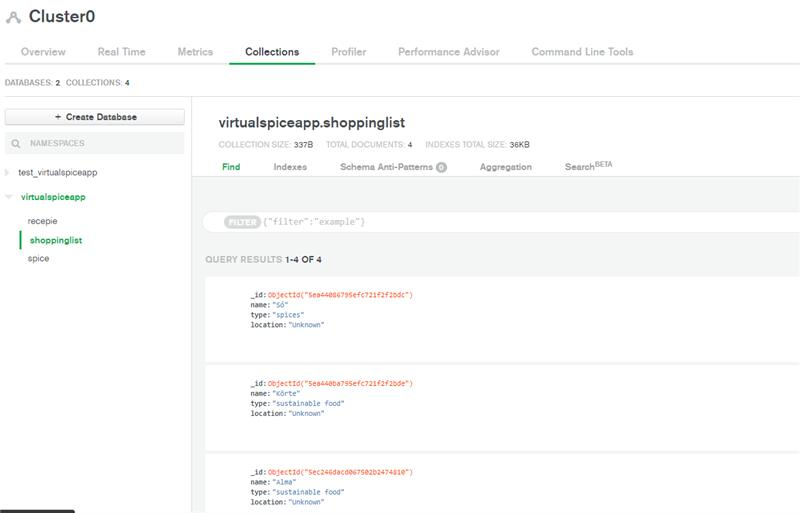 Cluster0
Overview Real Time Metrics Collections Profiler Performance Advisor Command Line Tools
DATABASES: 2 COLLECTIONS: 4
+ Create Database
NAMESPACES
test_virtualspiceapp
virtualspiceapp
recepie
shoppinglist
spice
virtualspiceapp.shoppinglist
COLLECTION SIZE: 337B TOTAL DOCUMENTS: 4 INDEXES TOTAL SIZE: 36KB
Find Indexes Schema Anti-Patterns 0 Aggregation Search BETA
FILTER {"filter":"example"}
QUERY RESULTS 1-4 OF 4
_id: ObjectId("5ea44086795efc721f2f2bdc")
name: "Só"
type: "spices"
location: "Unknown"
_id: ObjectId("5ea440ba795efc721f2f2bde")
name: "Körte"
type: "sustainable food"
location: "Unknown"
_id: ObjectId("5ec246dacd067502b2474810")
name: "Alma"
type: "sustainable food"
location: "Unknown"